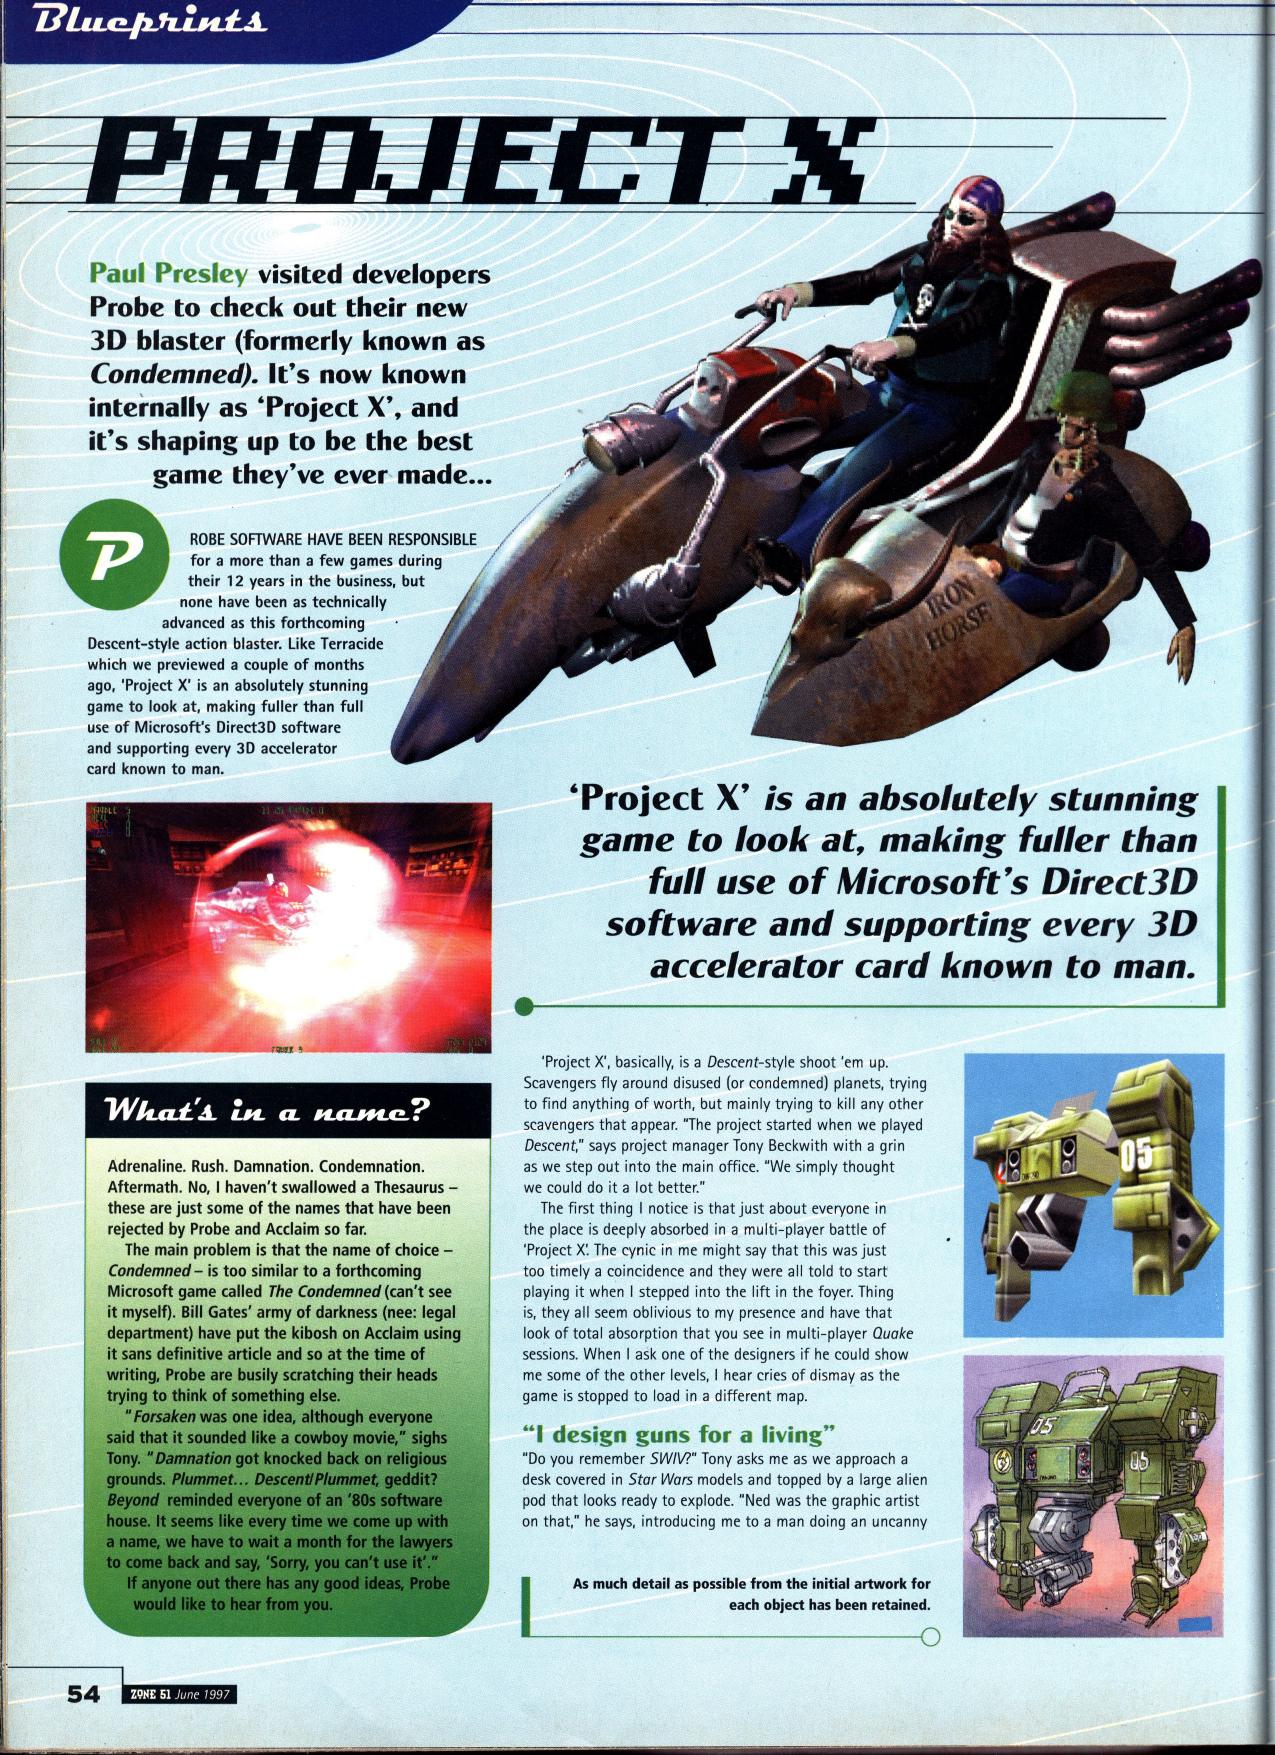 Blueprints
PROJECT X
Paul Presley visited developers
Probe to check out their new
3D blaster (formerly known as
Condemned). It's now known
internally as 'Project X', and
it's shaping up to be the best
game they've ever made...
P
ROBE SOFTWARE HAVE BEEN RESPONSIBLE
for a more than a few games during
their 12 years in the business, but
none have been as technically
advanced as this forthcoming
Descent-style action blaster. Like Terracide
which we previewed a couple of months
ago, 'Project X' is an absolutely stunning
game to look at, making fuller than full
use of Microsoft's Direct3D software
and supporting every 3D accelerator
card known to man.
IRON
HORSE
'Project X' is an absolutely stunning
game to look at, making fuller than
full use of Microsoft's Direct3D
software and supporting every 3D
accelerator card known to man.
What's in a name?
Adrenaline. Rush. Damnation. Condemnation.
Aftermath. No, I haven't swallowed a Thesaurus –
these are just some of the names that have been
rejected by Probe and Acclaim so far.
The main problem is that the name of choice –
Condemned – is too similar to a forthcoming
Microsoft game called The Condemned (can't see
it myself). Bill Gates' army of darkness (nee: legal
department) have put the kibosh on Acclaim using
it sans definitive article and so at the time of
writing, Probe are busily scratching their heads
trying to think of something else.
"Forsaken was one idea, although everyone
said that it sounded like a cowboy movie," sighs
Tony. "Damnation got knocked back on religious
grounds. Plummet... Descent/Plummet, geddit?
Beyond reminded everyone of an '80s software
house. It seems like every time we come up with
a name, we have to wait a month for the lawyers
to come back and say, 'Sorry, you can't use it'."
If anyone out there has any good ideas, Probe
would like to hear from you.
'Project X', basically, is a Descent-style shoot 'em up.
Scavengers fly around disused (or condemned) planets, trying
to find anything of worth, but mainly trying to kill any other
scavengers that appear. "The project started when we played
Descent," says project manager Tony Beckwith with a grin
as we step out into the main office. "We simply thought
we could do it a lot better."
The first thing I notice is that just about everyone in
the place is deeply absorbed in a multi-player battle of
'Project X'. The cynic in me might say that this was just
too timely a coincidence and they were all told to start
playing it when I stepped into the lift in the foyer. Thing
is, they all seem oblivious to my presence and have that
look of total absorption that you see in multi-player Quake
sessions. When I ask one of the designers if he could show
me some of the other levels, I hear cries of dismay as the
game is stopped to load in a different map.
"I design guns for a living"
"Do you remember SWIV?" Tony asks me as we approach a
desk covered in Star Wars models and topped by a large alien
pod that looks ready to explode. "Ned was the graphic artist
on that," he says, introducing me to a man doing an uncanny
As much detail as possible from the initial artwork for
each object has been retained.
05
05
05
54
ZONE 51 June 1997